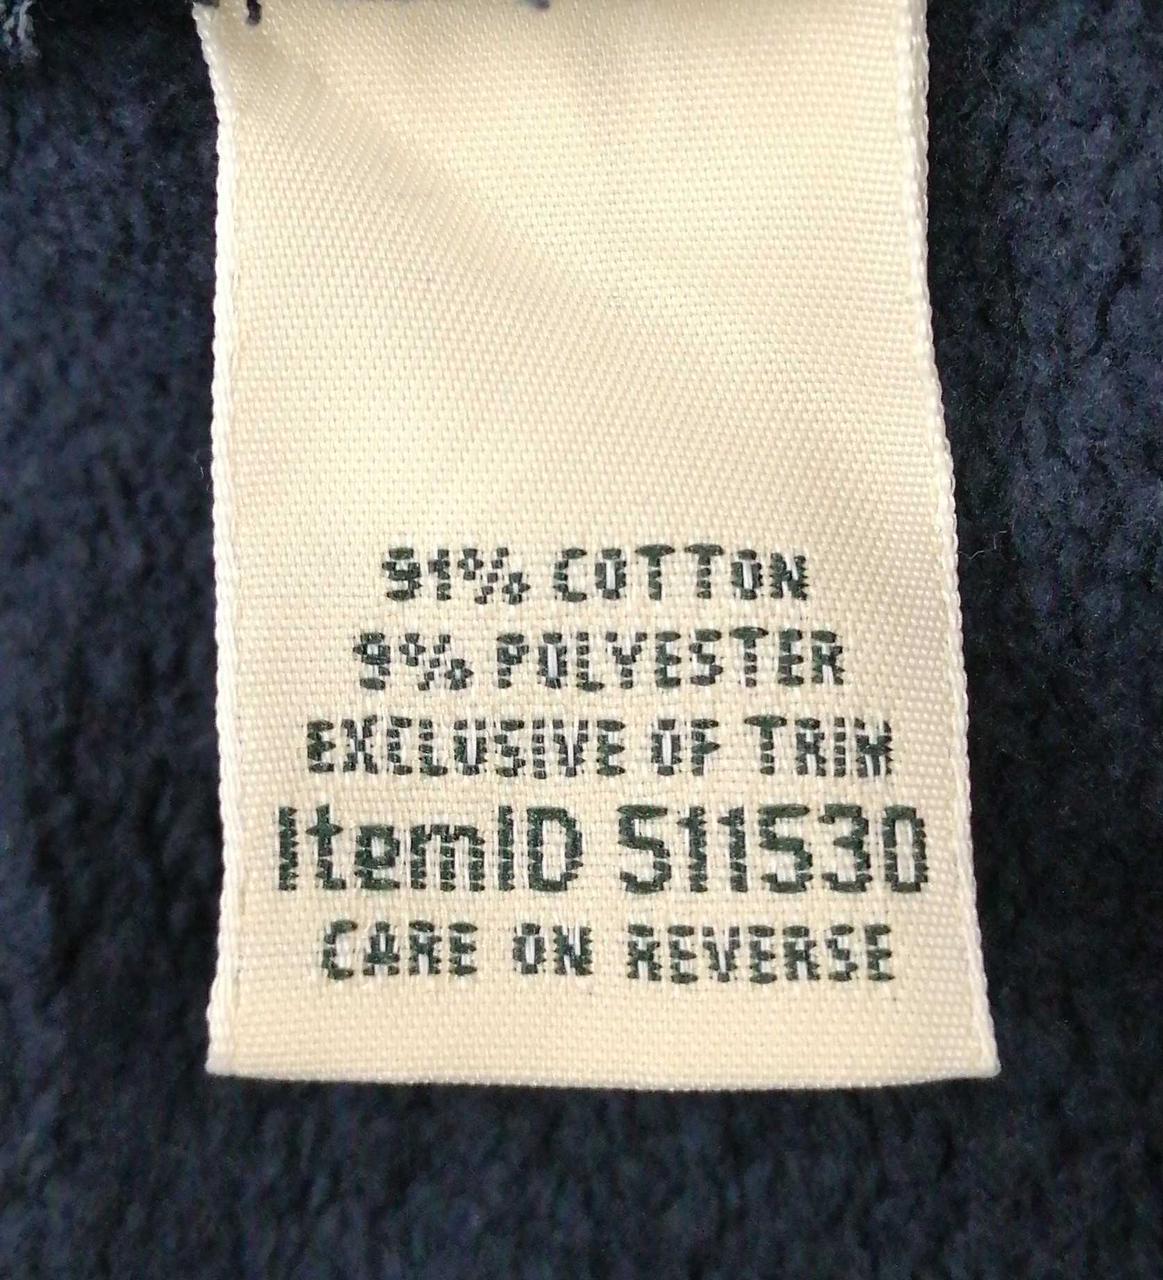 91% COTTON
9% POLYESTER
EXCLUSIVE OF TRIM
ItemID 511530
CARE ON REVERSE